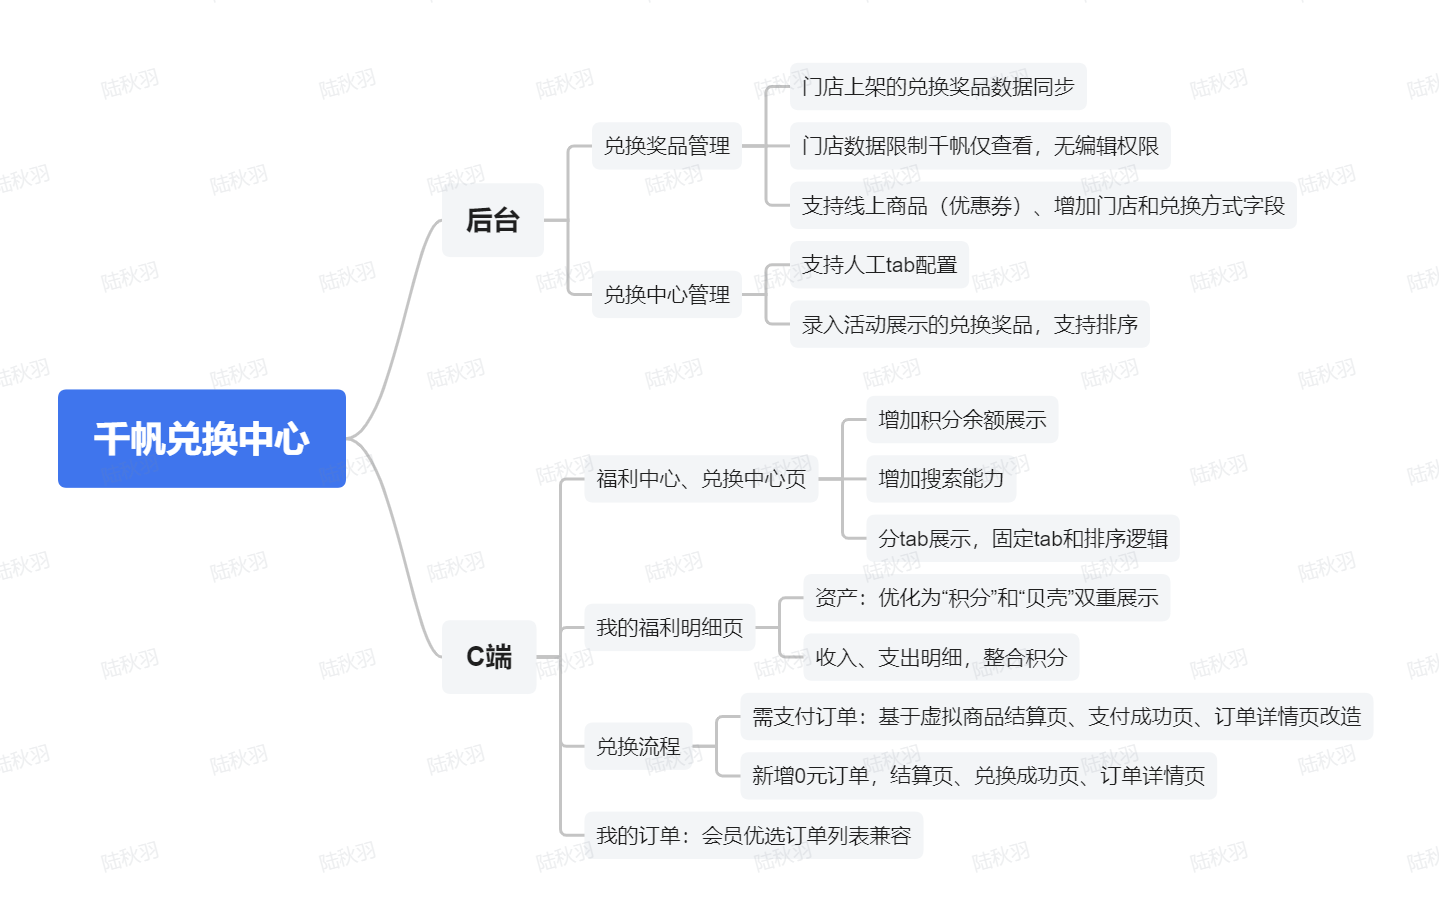 千帆兑换中心
后台
兑换奖品管理
门店上架的兑换奖品数据同步
门店数据限制千帆仅查看，无编辑权限
支持线上商品（优惠券）、增加门店和兑换方式字段
兑换中心管理
支持人工tab配置
录入活动展示的兑换奖品，支持排序
C端
福利中心、兑换中心页
增加积分余额展示
增加搜索能力
分tab展示，固定tab和排序逻辑
我的福利明细页
资产：优化为“积分”和“贝壳”双重展示
收入、支出明细，整合积分
兑换流程
需支付订单：基于虚拟商品结算页、支付成功页、订单详情页改造
新增0元订单，结算页、兑换成功页、订单详情页
我的订单：会员优选订单列表兼容
陆秋羽